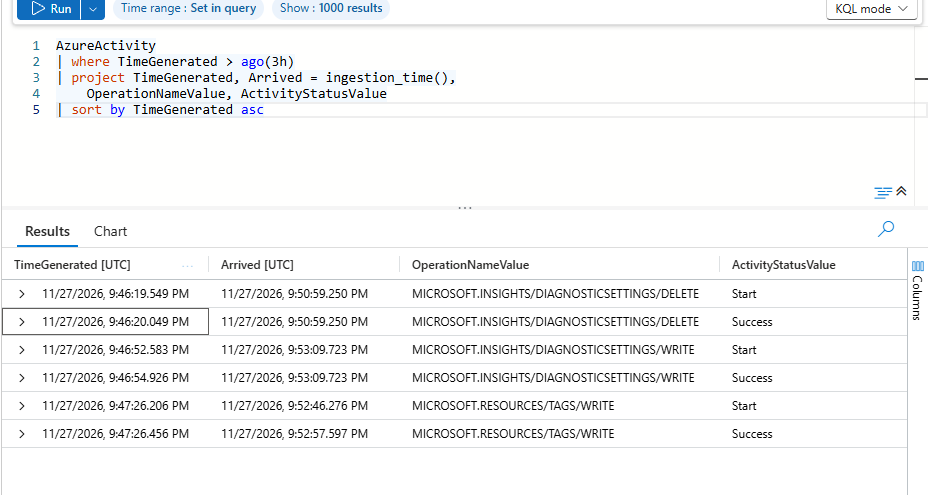 Run Time range : Set in query Show : 1000 results KQL mode
1 AzureActivity
2 | where TimeGenerated > ago(3h)
3 | project TimeGenerated, Arrived = ingestion_time(),
4 OperationNameValue, ActivityStatusValue
5 | sort by TimeGenerated asc
Results Chart
TimeGenerated [UTC] ... Arrived [UTC] OperationNameValue ActivityStatusValue
Columns
11/27/2026, 9:46:19.549 PM 11/27/2026, 9:50:59.250 PM MICROSOFT.INSIGHTS/DIAGNOSTICSETTINGS/DELETE Start
11/27/2026, 9:46:20.049 PM 11/27/2026, 9:50:59.250 PM MICROSOFT.INSIGHTS/DIAGNOSTICSETTINGS/DELETE Success
11/27/2026, 9:46:52.583 PM 11/27/2026, 9:53:09.723 PM MICROSOFT.INSIGHTS/DIAGNOSTICSETTINGS/WRITE Start
11/27/2026, 9:46:54.926 PM 11/27/2026, 9:53:09.723 PM MICROSOFT.INSIGHTS/DIAGNOSTICSETTINGS/WRITE Success
11/27/2026, 9:47:26.206 PM 11/27/2026, 9:52:46.276 PM MICROSOFT.RESOURCES/TAGS/WRITE Start
11/27/2026, 9:47:26.456 PM 11/27/2026, 9:52:57.597 PM MICROSOFT.RESOURCES/TAGS/WRITE Success